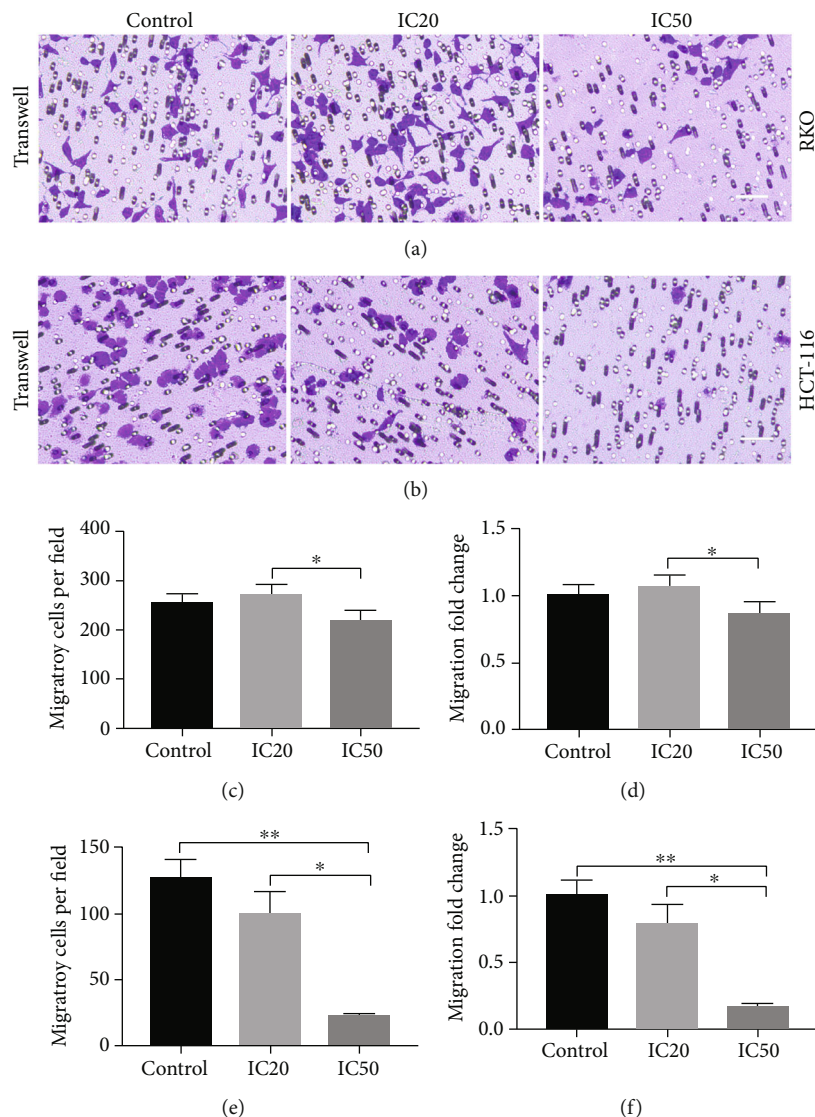 Control IC20 IC50
Transwell
RKO
(a)
Transwell
HCT-116
(b)
Migratroy cells per field
400
300
200
100
0
*
Control IC20 IC50
(c)
Migration fold change
1.5
1.0
0.5
0.0
*
Control IC20 IC50
(d)
Migratroy cells per field
150
100
50
0
**
*
Control IC20 IC50
(e)
Migration fold change
1.5
1.0
0.5
0.0
**
*
Control IC20 IC50
(f)